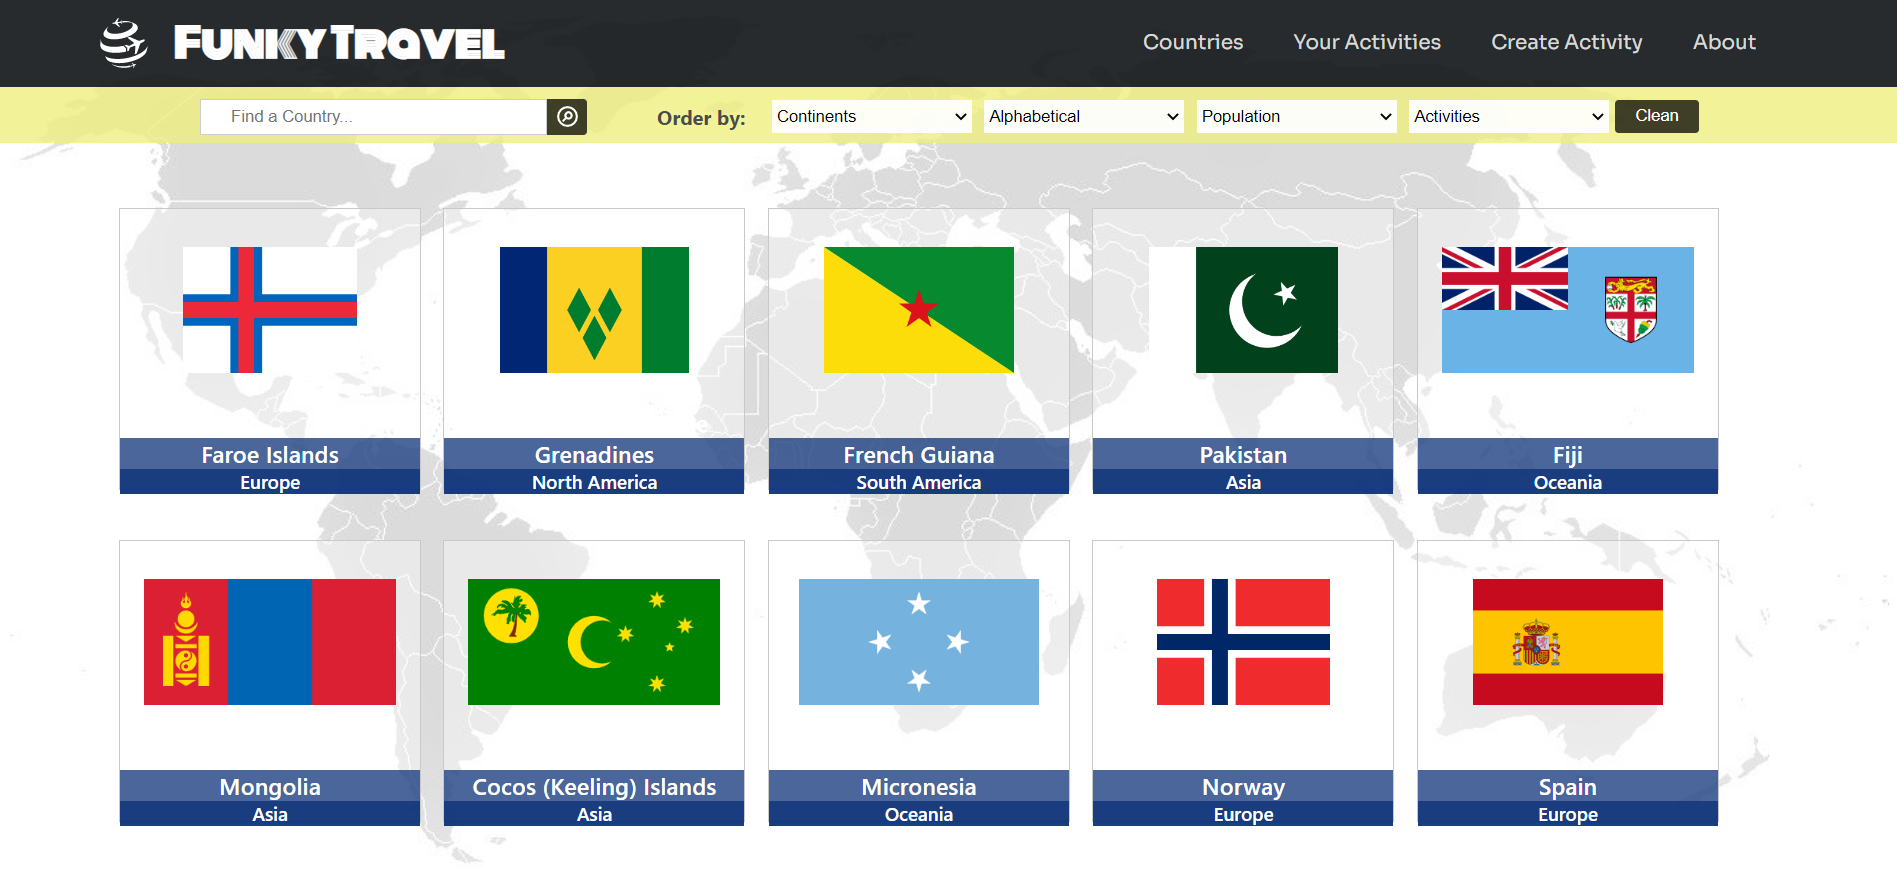 FUNKY TRAVEL
Countries
Your Activities
Create Activity
About
Find a Country...
Order by:
Continents
Alphabetical
Population
Activities
Clean
Faroe Islands
Europe
Grenadines
North America
French Guiana
South America
Pakistan
Asia
Fiji
Oceania
Mongolia
Asia
Cocos (Keeling) Islands
Asia
Micronesia
Oceania
Norway
Europe
Spain
Europe